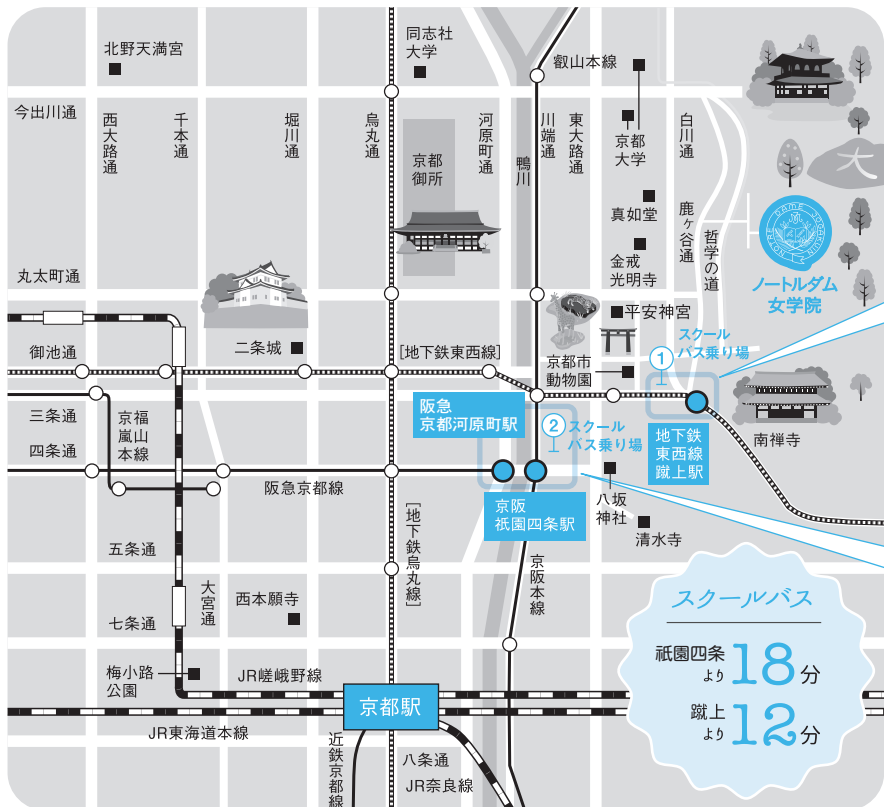 北野天満宮
同志社
大学
叡山本線
今出川通
西大路通
千本通
堀川通
烏丸通
河原町通
鴨川
川端通
東大路通
白川通
京都
大学
京都
御所
大
真如堂
鹿ヶ谷通
哲学の道
NOTRE DAME JOGAKUIN
ノートルダム
女学院
金戒
光明寺
丸太町通
平安神宮
スクール
バス乗り場
1
御池通
二条城
[地下鉄東西線]
京都市
動物園
三条通
京福
嵐山
本線
阪急
京都河原町駅
2
スクール
バス乗り場
地下鉄
東西線
蹴上駅
南禅寺
四条通
阪急京都線
京阪
祇園四条駅
八坂
神社
清水寺
[地下鉄烏丸線]
京阪本線
五条通
大宮通
西本願寺
七条通
梅小路
公園
JR嵯峨野線
京都駅
JR東海道本線
近鉄京都線
八条通
JR奈良線
スクールバス
祇園四条
より
18分
蹴上
より
12分